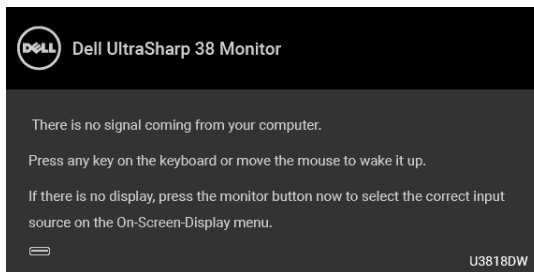 DELL Dell UltraSharp 38 Monitor
There is no signal coming from your computer.
Press any key on the keyboard or move the mouse to wake it up.
If there is no display, press the monitor button now to select the correct input
source on the On-Screen-Display menu.
U3818DW